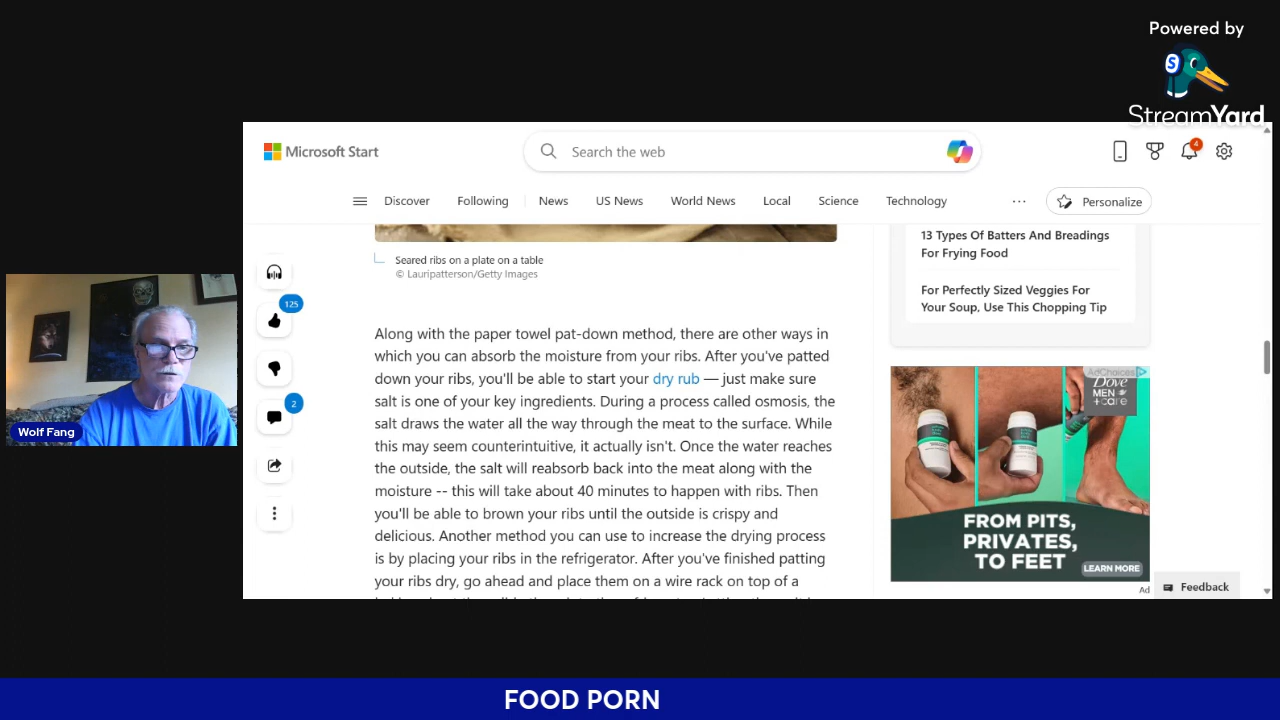 Powered by
StreamYard
Microsoft Start
Search the web
4
Discover
Following
News
US News
World News
Local
Science
Technology
Personalize
Seared ribs on a plate on a table
© Lauripatterson/Getty Images
125
2
Along with the paper towel pat-down method, there are other ways in
which you can absorb the moisture from your ribs. After you've patted
down your ribs, you'll be able to start your dry rub — just make sure
salt is one of your key ingredients. During a process called osmosis, the
salt draws the water all the way through the meat to the surface. While
this may seem counterintuitive, it actually isn't. Once the water reaches
the outside, the salt will reabsorb back into the meat along with the
moisture -- this will take about 40 minutes to happen with ribs. Then
you'll be able to brown your ribs until the outside is crispy and
delicious. Another method you can use to increase the drying process
is by placing your ribs in the refrigerator. After you've finished patting
your ribs dry, go ahead and place them on a wire rack on top of a
13 Types Of Batters And Breadings
For Frying Food
For Perfectly Sized Veggies For
Your Soup, Use This Chopping Tip
AdChoices
Dove
MEN
+care
FROM PITS,
PRIVATES,
TO FEET
LEARN MORE
Ad
Feedback
Wolf Fang
FOOD PORN